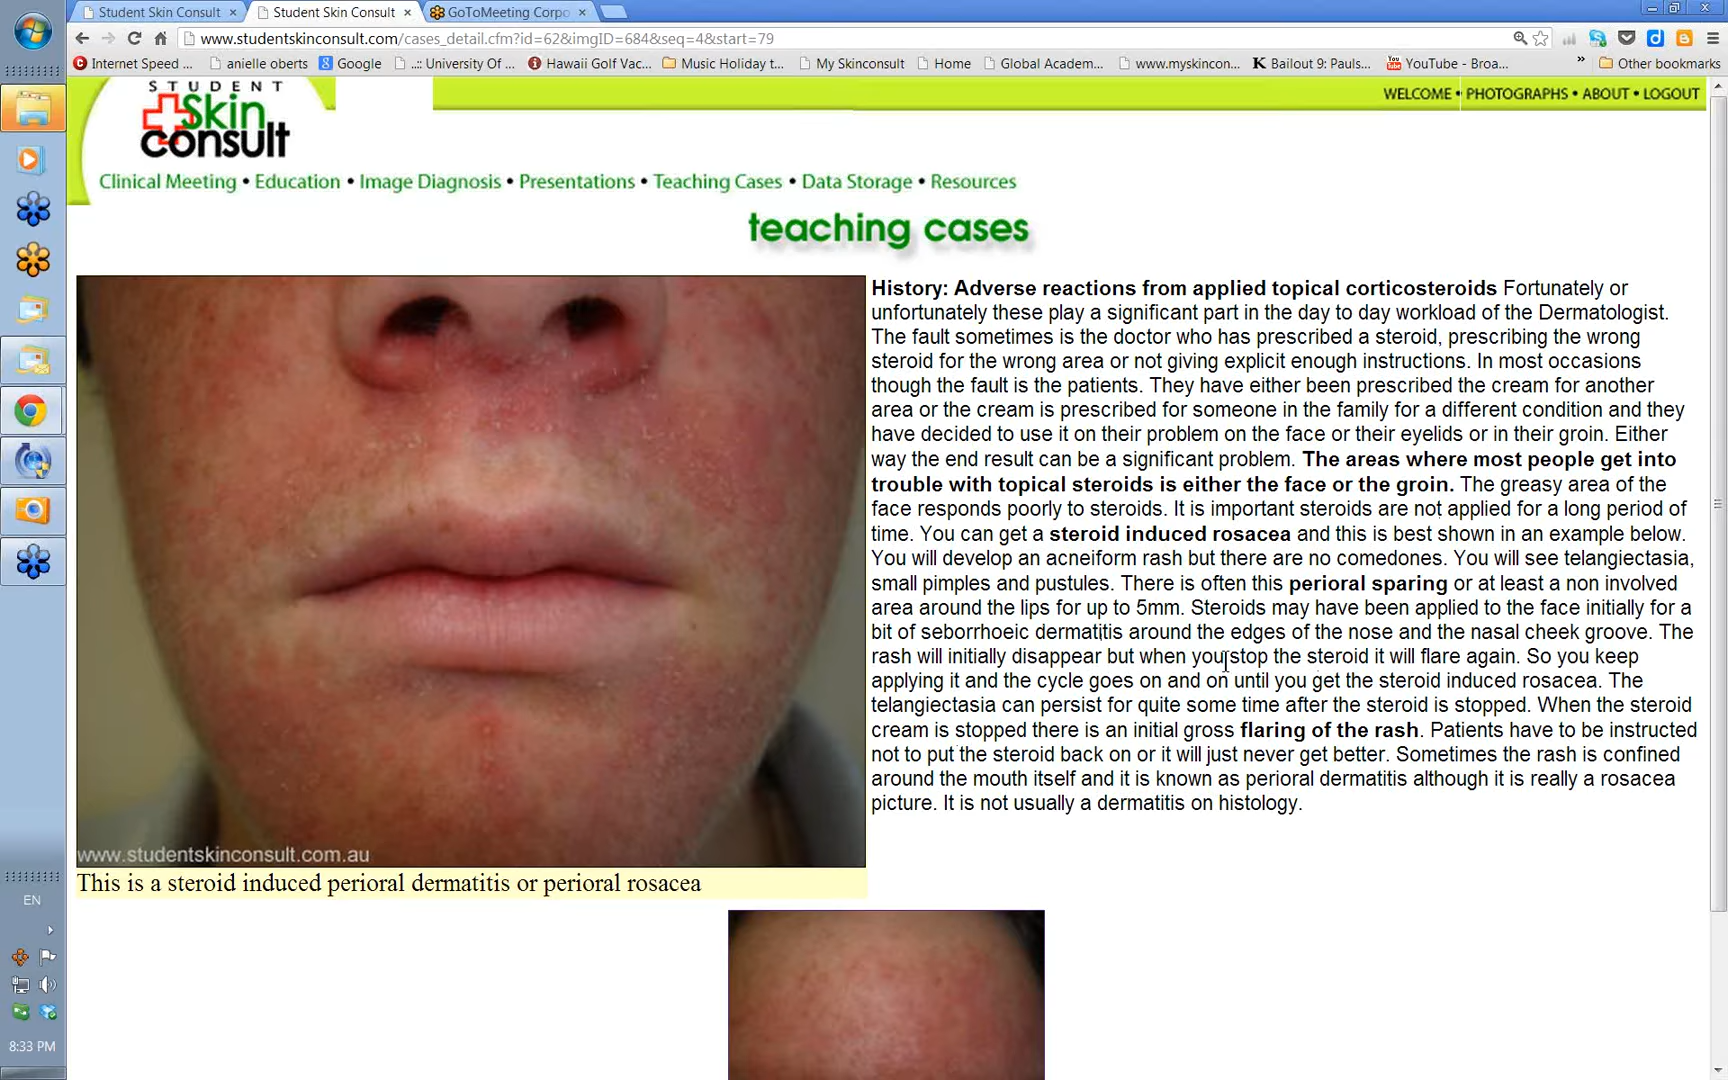 Student Skin Consult
Student Skin Consult
GoToMeeting Corpo
www.studentskinconsult.com/cases_detail.cfm?id=62&imgID=684&seq=4&start=79
Internet Speed ...
anielle oberts
Google
..:: University Of ...
Hawaii Golf Vac...
Music Holiday t...
My Skinconsult
Home
Global Academ...
www.myskincon...
Bailout 9: Pauls...
YouTube - Broa...
»
Other bookmarks
STUDENT
Skin
consult
WELCOME • PHOTOGRAPHS • ABOUT • LOGOUT
Clinical Meeting • Education • Image Diagnosis • Presentations • Teaching Cases • Data Storage • Resources
teaching cases
History: Adverse reactions from applied topical corticosteroids Fortunately or
unfortunately these play a significant part in the day to day workload of the Dermatologist.
The fault sometimes is the doctor who has prescribed a steroid, prescribing the wrong
steroid for the wrong area or not giving explicit enough instructions. In most occasions
though the fault is the patients. They have either been prescribed the cream for another
area or the cream is prescribed for someone in the family for a different condition and they
have decided to use it on their problem on the face or their eyelids or in their groin. Either
way the end result can be a significant problem. The areas where most people get into
trouble with topical steroids is either the face or the groin. The greasy area of the
face responds poorly to steroids. It is important steroids are not applied for a long period of
time. You can get a steroid induced rosacea and this is best shown in an example below.
You will develop an acneiform rash but there are no comedones. You will see telangiectasia,
small pimples and pustules. There is often this perioral sparing or at least a non involved
area around the lips for up to 5mm. Steroids may have been applied to the face initially for a
bit of seborrhoeic dermatitis around the edges of the nose and the nasal cheek groove. The
rash will initially disappear but when you stop the steroid it will flare again. So you keep
applying it and the cycle goes on and on until you get the steroid induced rosacea. The
telangiectasia can persist for quite some time after the steroid is stopped. When the steroid
cream is stopped there is an initial gross flaring of the rash. Patients have to be instructed
not to put the steroid back on or it will just never get better. Sometimes the rash is confined
around the mouth itself and it is known as perioral dermatitis although it is really a rosacea
picture. It is not usually a dermatitis on histology.
www.studentskinconsult.com.au
This is a steroid induced perioral dermatitis or perioral rosacea
EN
8:33 PM